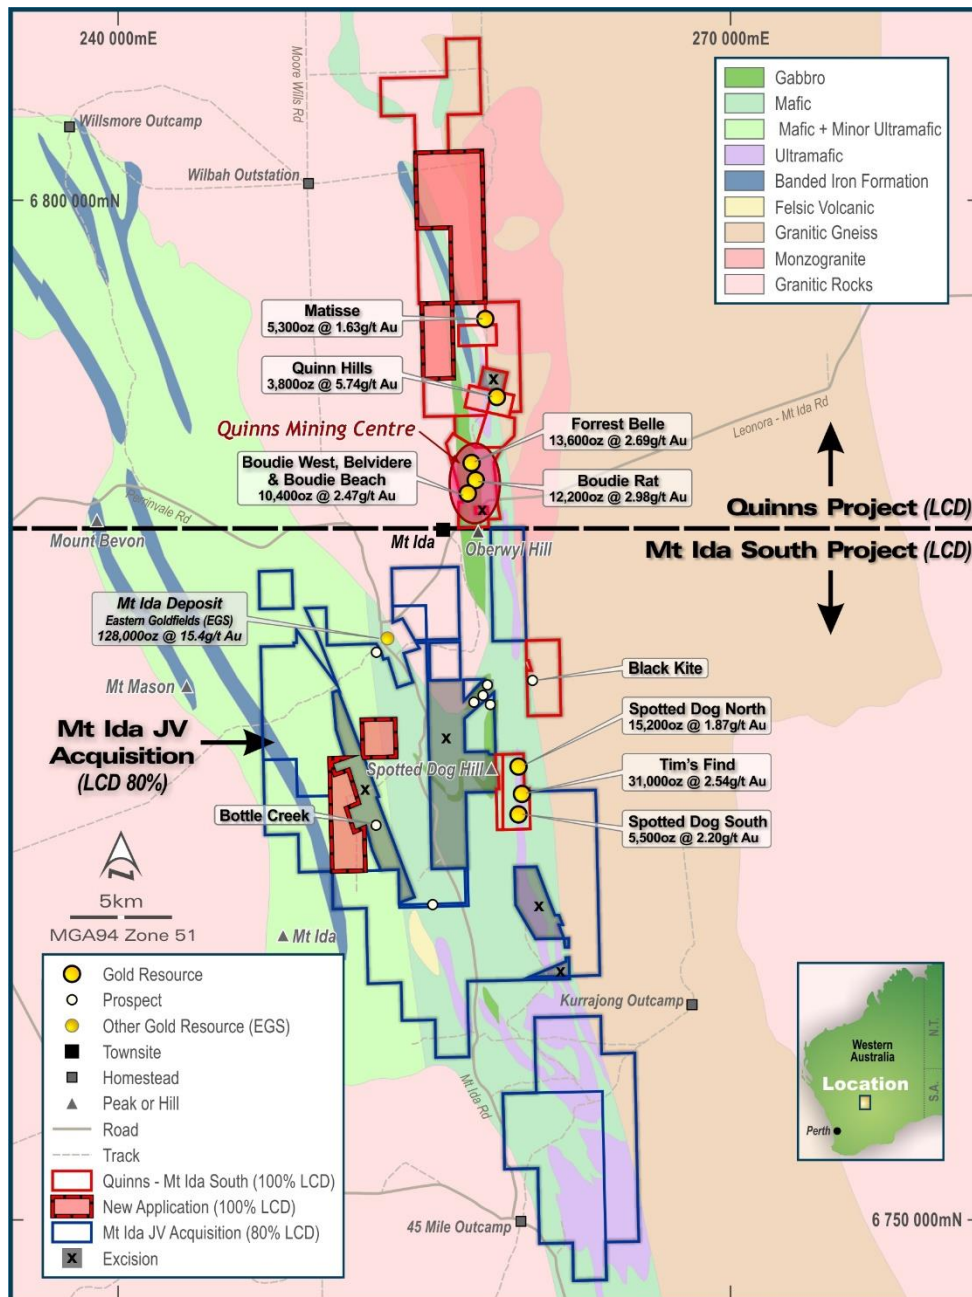 240 000mE
270 000mE
Moore Wills Rd
Willsmore Outcamp
Wilbah Outstation
6 800 000mN
Gabbro
Mafic
Mafic + Minor Ultramafic
Ultramafic
Banded Iron Formation
Felsic Volcanic
Granitic Gneiss
Monzogranite
Granitic Rocks
Matisse
5,300oz @ 1.63g/t Au
Quinn Hills
3,800oz @ 5.74g/t Au
x
Leonora - Mt Ida Rd
Quinns Mining Centre
Forrest Belle
13,600oz @ 2.69g/t Au
Boudie West, Belvidere
& Boudie Beach
10,400oz @ 2.47g/t Au
Boudie Rat
12,200oz @ 2.98g/t Au
x
Perrinvale Rd
Quinns Project (LCD)
Mount Bevon
Mt Ida
Oberwyl Hill
Mt Ida South Project (LCD)
Mt Ida Deposit
Eastern Goldfields (EGS)
128,000oz @ 15.4g/t Au
Black Kite
Mt Mason
Mt Ida JV
Acquisition
(LCD 80%)
x
Spotted Dog North
15,200oz @ 1.87g/t Au
Spotted Dog Hill
x
Tim's Find
31,000oz @ 2.54g/t Au
Bottle Creek
Spotted Dog South
5,500oz @ 2.20g/t Au
N
5km
MGA94 Zone 51
x
Mt Ida
x
Kurrajong Outcamp
Gold Resource
Prospect
Other Gold Resource (EGS)
Townsite
Homestead
Peak or Hill
Road
Track
Quinns - Mt Ida South (100% LCD)
New Application (100% LCD)
Mt Ida JV Acquisition (80% LCD)
x Excision
Mt Ida Rd
45 Mile Outcamp
Western
Australia
N.T.
S.A.
Location
Perth
6 750 000mN